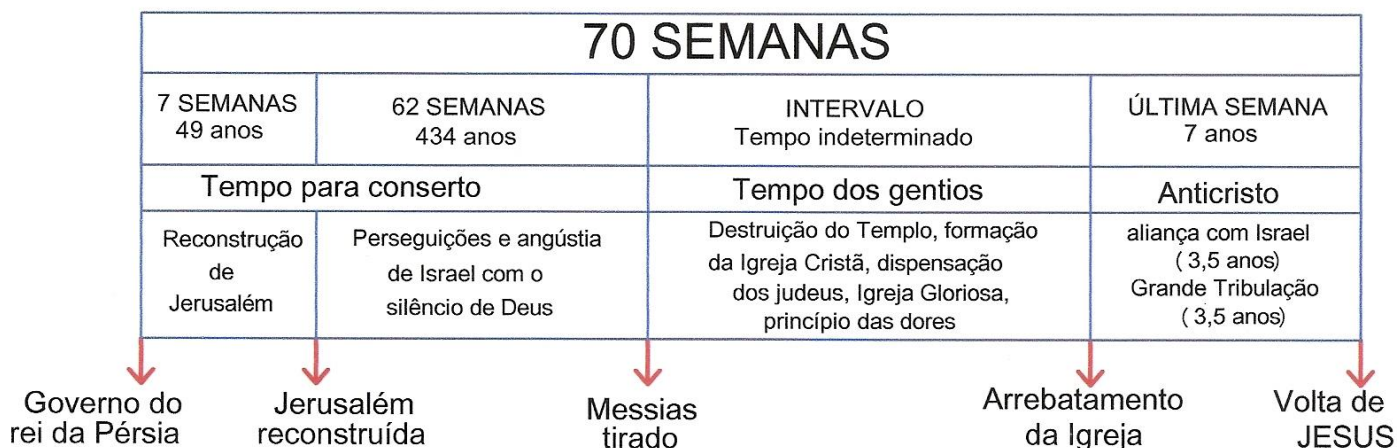 70 SEMANAS
7 SEMANAS
49 anos
62 SEMANAS
434 anos
INTERVALO
Tempo indeterminado
ÚLTIMA SEMANA
7 anos
Tempo para conserto
Tempo dos gentios
Anticristo
Reconstrução
de
Jerusalém
Perseguições e angústia
de Israel com o
silêncio de Deus
Destruição do Templo, formação
da Igreja Cristã, dispensação
dos judeus, Igreja Gloriosa,
princípio das dores
aliança com Israel
( 3,5 anos)
Grande Tribulação
( 3,5 anos)
Governo do
rei da Pérsia
Jerusalém
reconstruída
Messias
tirado
Arrebatamento
da Igreja
Volta de
JESUS